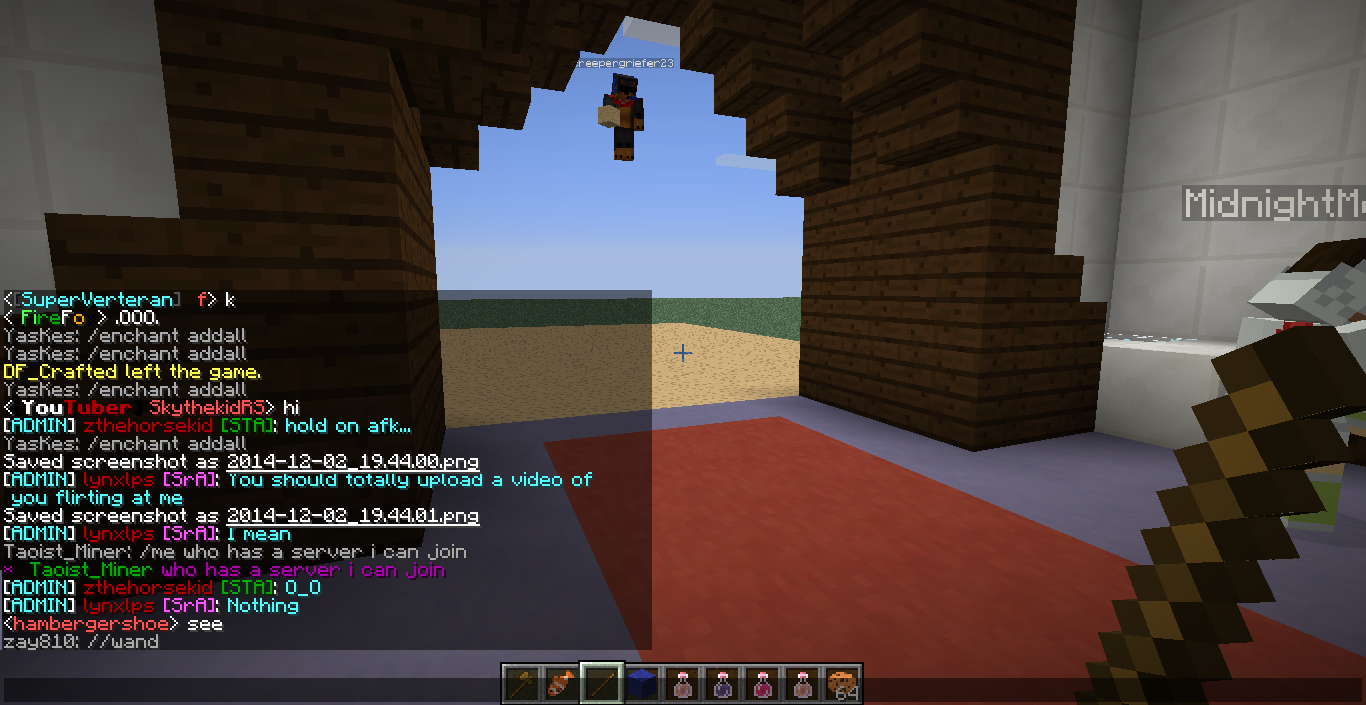 creepergriefer23
MidnightM
<[SuperVerteran] f> k
< FireFo > .000.
YasKes: /enchant addall
YasKes: /enchant addall
DF_Crafted left the game.
YasKes: /enchant addall
< YouTuber SkythekidRS> hi
[ADMIN] zthehorsekid [STA]: hold on afk...
YasKes: /enchant addall
Saved screenshot as 2014-12-02_19.44.00.png
[ADMIN] lynxlps [SrA]: You should totally upload a video of
you flirting at me
Saved screenshot as 2014-12-02_19.44.01.png
[ADMIN] lynxlps [SrA]: I mean
Taoist_Miner: /me who has a server i can join
* Taoist_Miner who has a server i can join
[ADMIN] zthehorsekid [STA]: O_O
[ADMIN] lynxlps [SrA]: Nothing
<hambergershoe> see
zay810: //wand
64